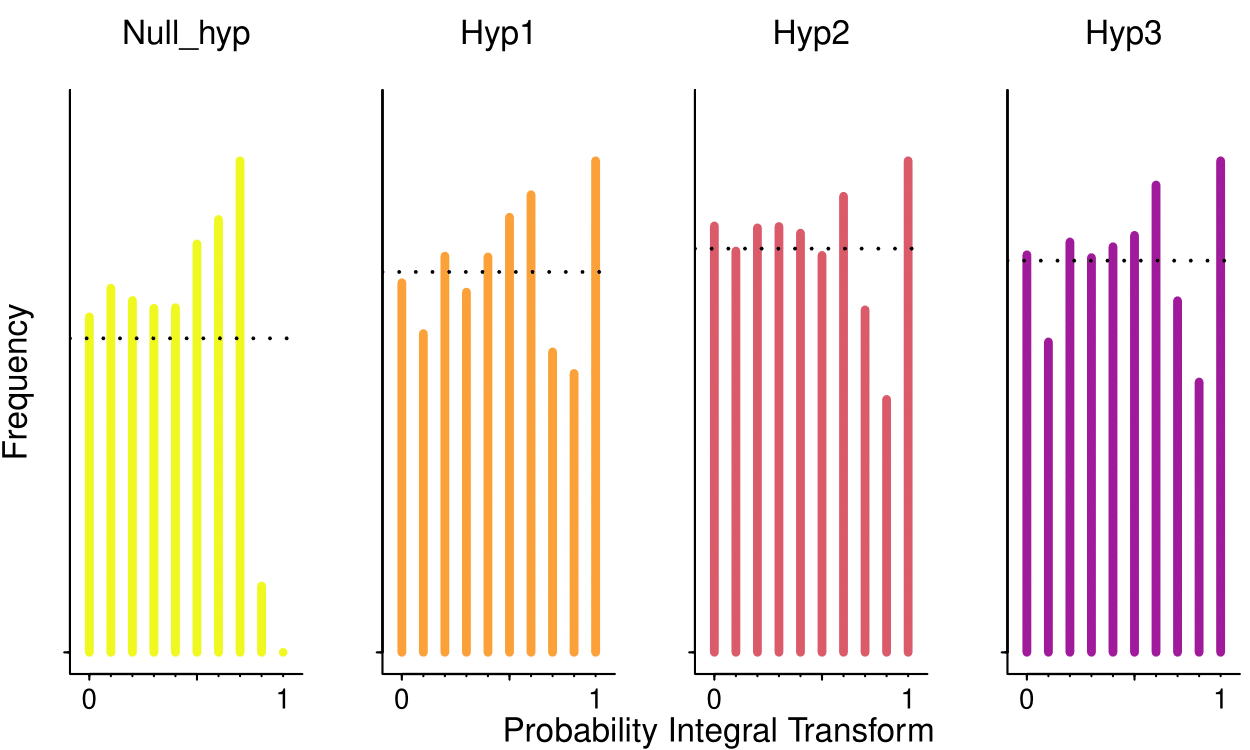 Null_hyp Hyp1 Hyp2 Hyp3
Frequency
0 1 0 1 0 1 0 1
Probability Integral Transform